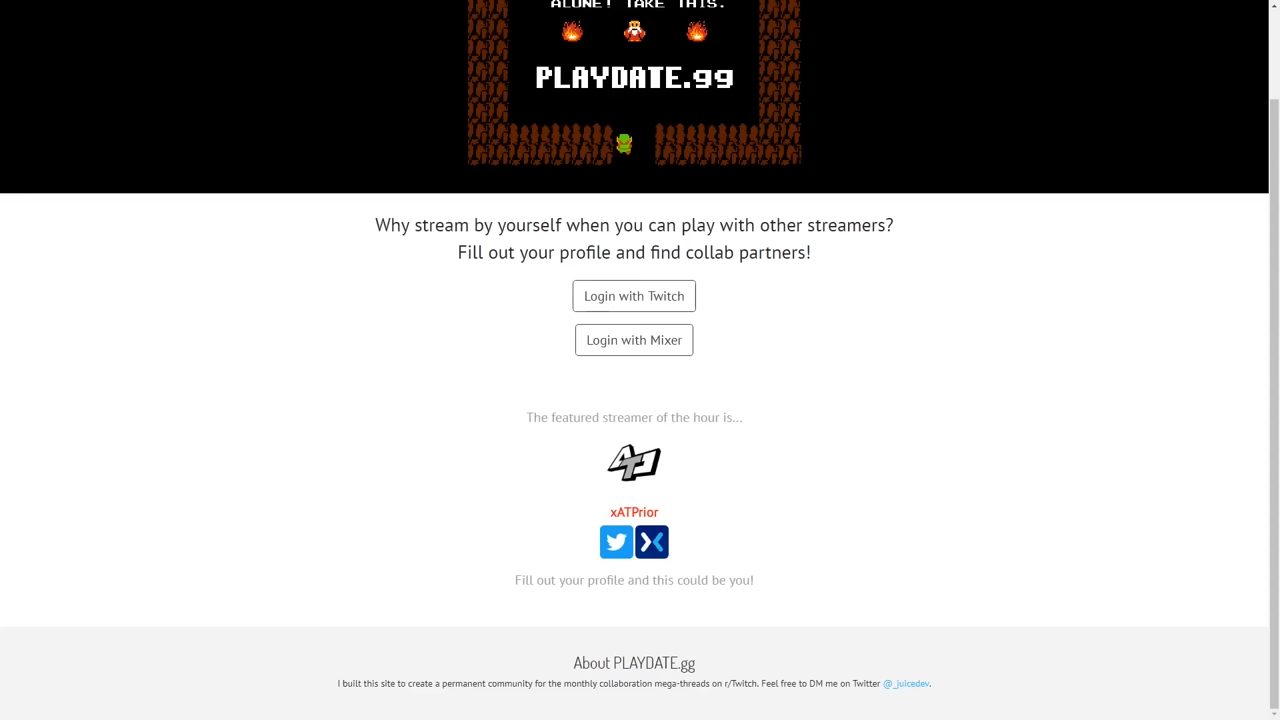 ALONE! TAKE THIS.
PLAYDATE.gg
Why stream by yourself when you can play with other streamers?
Fill out your profile and find collab partners!
Login with Twitch
Login with Mixer
The featured streamer of the hour is...
ATJ
xATPrior
Fill out your profile and this could be you!
About PLAYDATE.gg
I built this site to create a permanent community for the monthly collaboration mega-threads on r/Twitch. Feel free to DM me on Twitter @_juicedev.